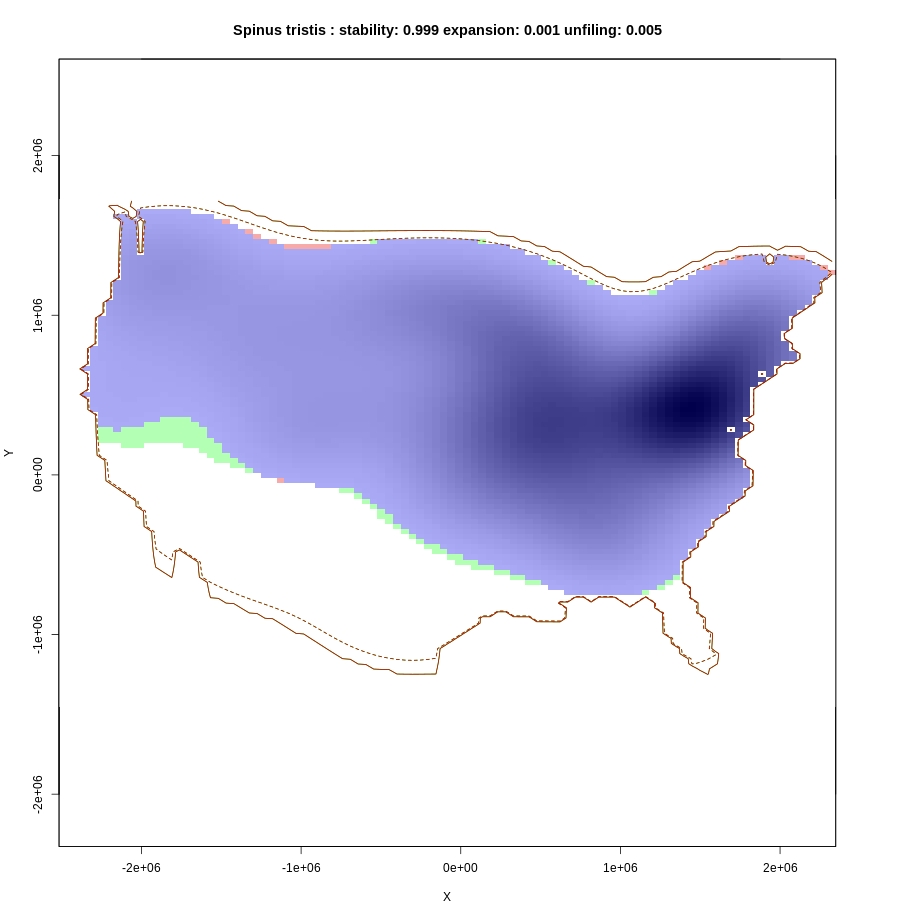 Spinus tristis : stability: 0.999 expansion: 0.001 unfiling: 0.005
2e+06
1e+06
0e+00
-1e+06
-2e+06
Y
-2e+06 -1e+06 0e+00 1e+06 2e+06
X